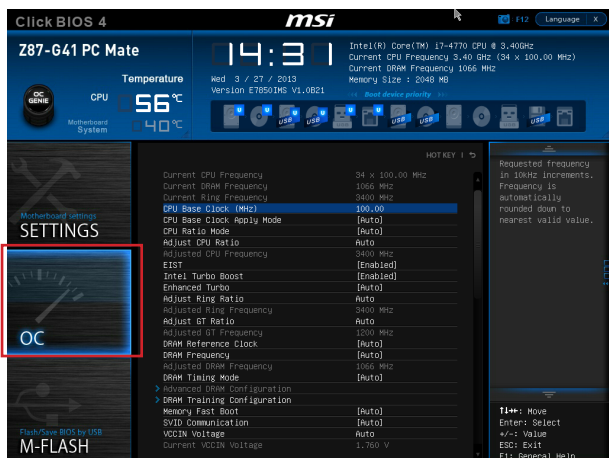 Click BIOS 4
msi
F12
Language
X
Z87-G41 PC Mate
14:31
Wed 3 / 27 / 2013
Version E7850IMS V1.0B21
Intel(R) Core(TM) i7-4770 CPU @ 3.40GHz
Current CPU Frequency 3.40 GHz (34 x 100.00 MHz)
Current DRAM Frequency 1066 MHz
Memory Size : 2048 MB
Boot device priority
OC
GENIE
Temperature
CPU 56°C
Motherboard
System 40°C
USB USB USB USB USB
HOT KEY
Motherboard settings
SETTINGS
OC
Flash/Save BIOS by USB
M-FLASH
Current CPU Frequency 34 x 100.00 MHz
Current DRAM Frequency 1066 MHz
Current Ring Frequency 3400 MHz
CPU Base Clock (MHz) 100.00
CPU Base Clock Apply Mode [Auto]
CPU Ratio Mode [Auto]
Adjust CPU Ratio Auto
Adjusted CPU Frequency 3400 MHz
EIST [Enabled]
Intel Turbo Boost [Enabled]
Enhanced Turbo [Auto]
Adjust Ring Ratio Auto
Adjusted Ring Frequency 3400 MHz
Adjust GT Ratio Auto
Adjusted GT Frequency 1200 MHz
DRAM Reference Clock [Auto]
DRAM Frequency [Auto]
Adjusted DRAM Frequency 1066 MHz
DRAM Timing Mode [Auto]
> Advanced DRAM Configuration
> DRAM Training Configuration
Memory Fast Boot [Auto]
SVID Communication [Auto]
VCCIN Voltage Auto
Current VCCIN Voltage 1.760 V
Requested frequency
in 10kHz increments.
Frequency is
automatically
rounded down to
nearest valid value.
↑↓←→: Move
Enter: Select
+/-: Value
ESC: Exit
F1: General Help